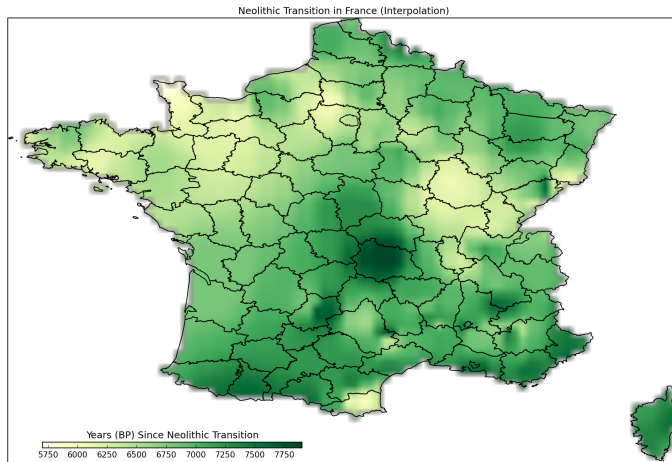 Neolithic Transition in France (Interpolation)
Years (BP) Since Neolithic Transition
5750 6000 6250 6500 6750 7000 7250 7500 7750